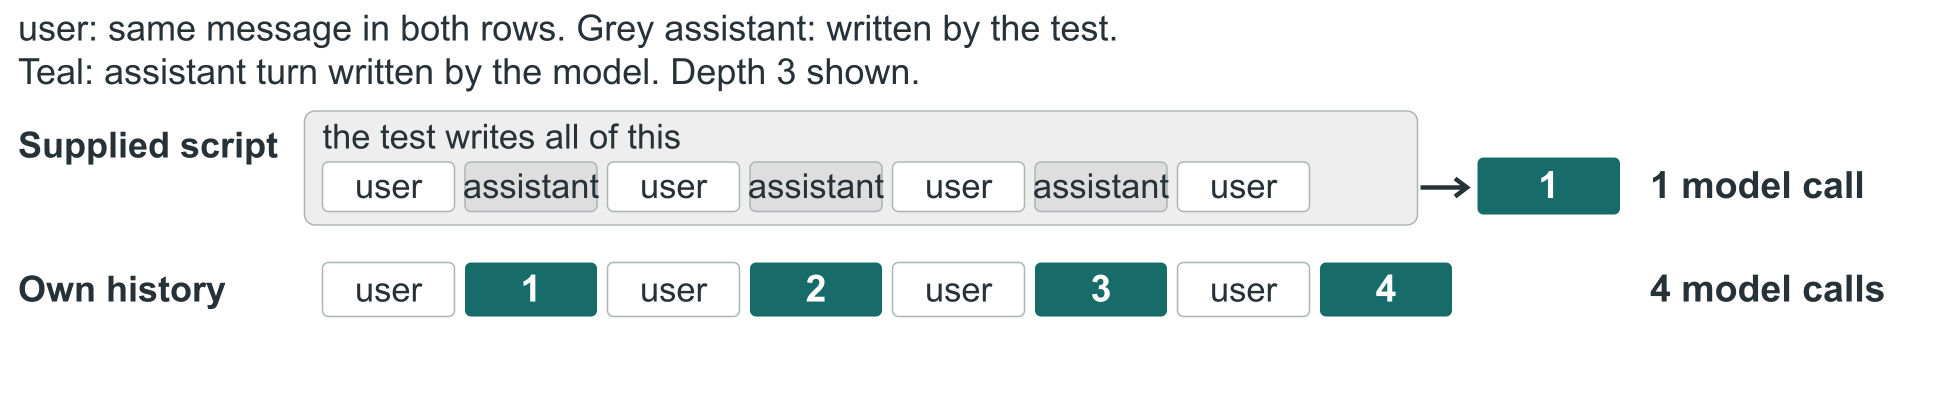 user: same message in both rows. Grey assistant: written by the test.
Teal: assistant turn written by the model. Depth 3 shown.
Supplied script
the test writes all of this
user assistant user assistant user assistant user
1
1 model call
Own history
user 1 user 2 user 3 user 4
4 model calls